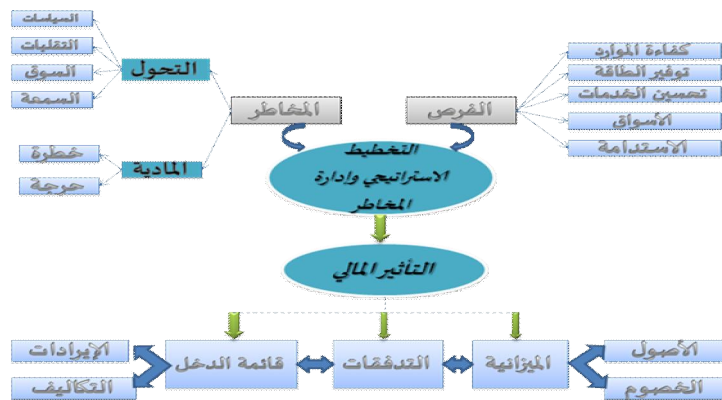 الفرص
كفاءة الموارد
توفير الطاقة
تحسين الخدمات
الأسواق
الاستدامة
المخاطر
التحول
السياسات
التقليات
السوق
السمعة
المادية
خطرة
حرجة
التخطيط
الاستراتيجي وإدارة
المخاطر
التأثير المالي
الميزانية
التدفقات
قائمة الدخل
الأصول
الخصوم
الإيرادات
التكاليف